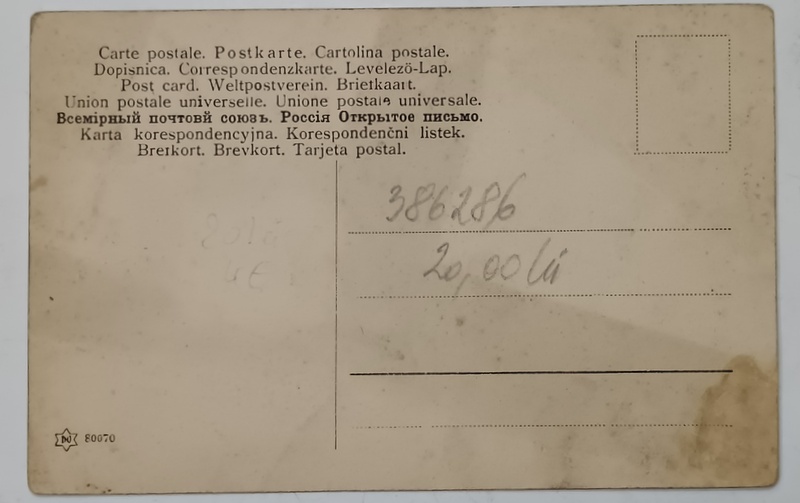 Carte postale. Postkarte. Cartolina postale.
Dopisnica. Correspondenzkarte. Levelező-Lap.
Post card. Weltpostverein. Briefkaart.
Union postale universelle. Unione postale universale.
Всемірный почтовй союзъ. Россія Открытое письмо.
Karta korespondencyjna. Korespondenčni listek.
Brefkort. Brevkort. Tarjeta postal.
386286
20,00 lü
80070